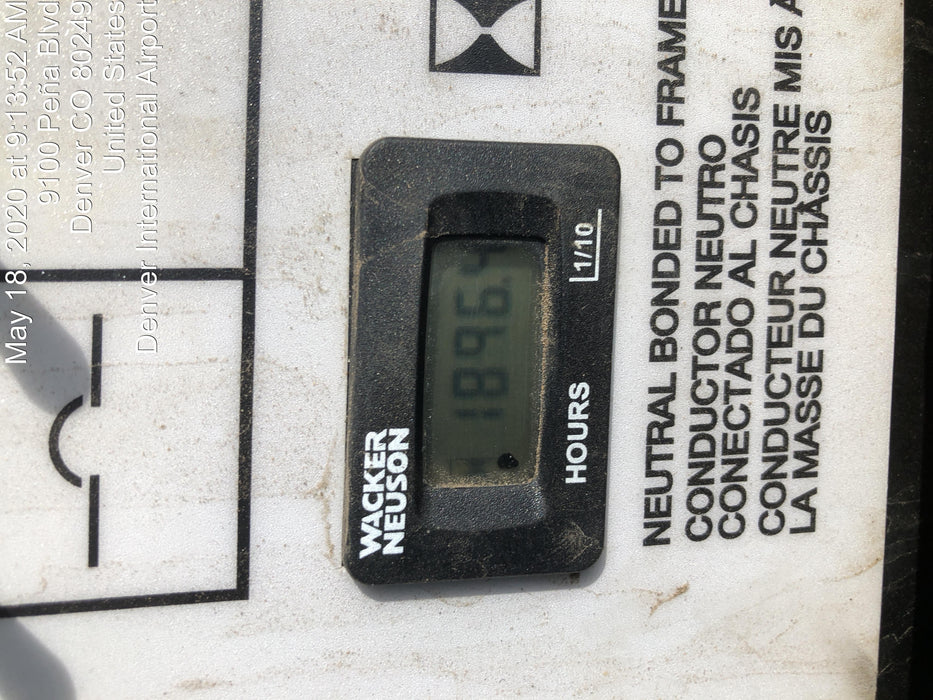 May 18, 2020 at 9:13:52 AM
9100 Peña Blvd
Denver CO 80249
United States
Denver International Airport
WACKER
NEUSON
1896.4
HOURS
1/10
NEUTRAL BONDED TO FRAME
CONDUCTOR NEUTRO
CONECTADO AL CHASIS
CONDUCTEUR NEUTRE MIS À
LA MASSE DU CHÂSSIS